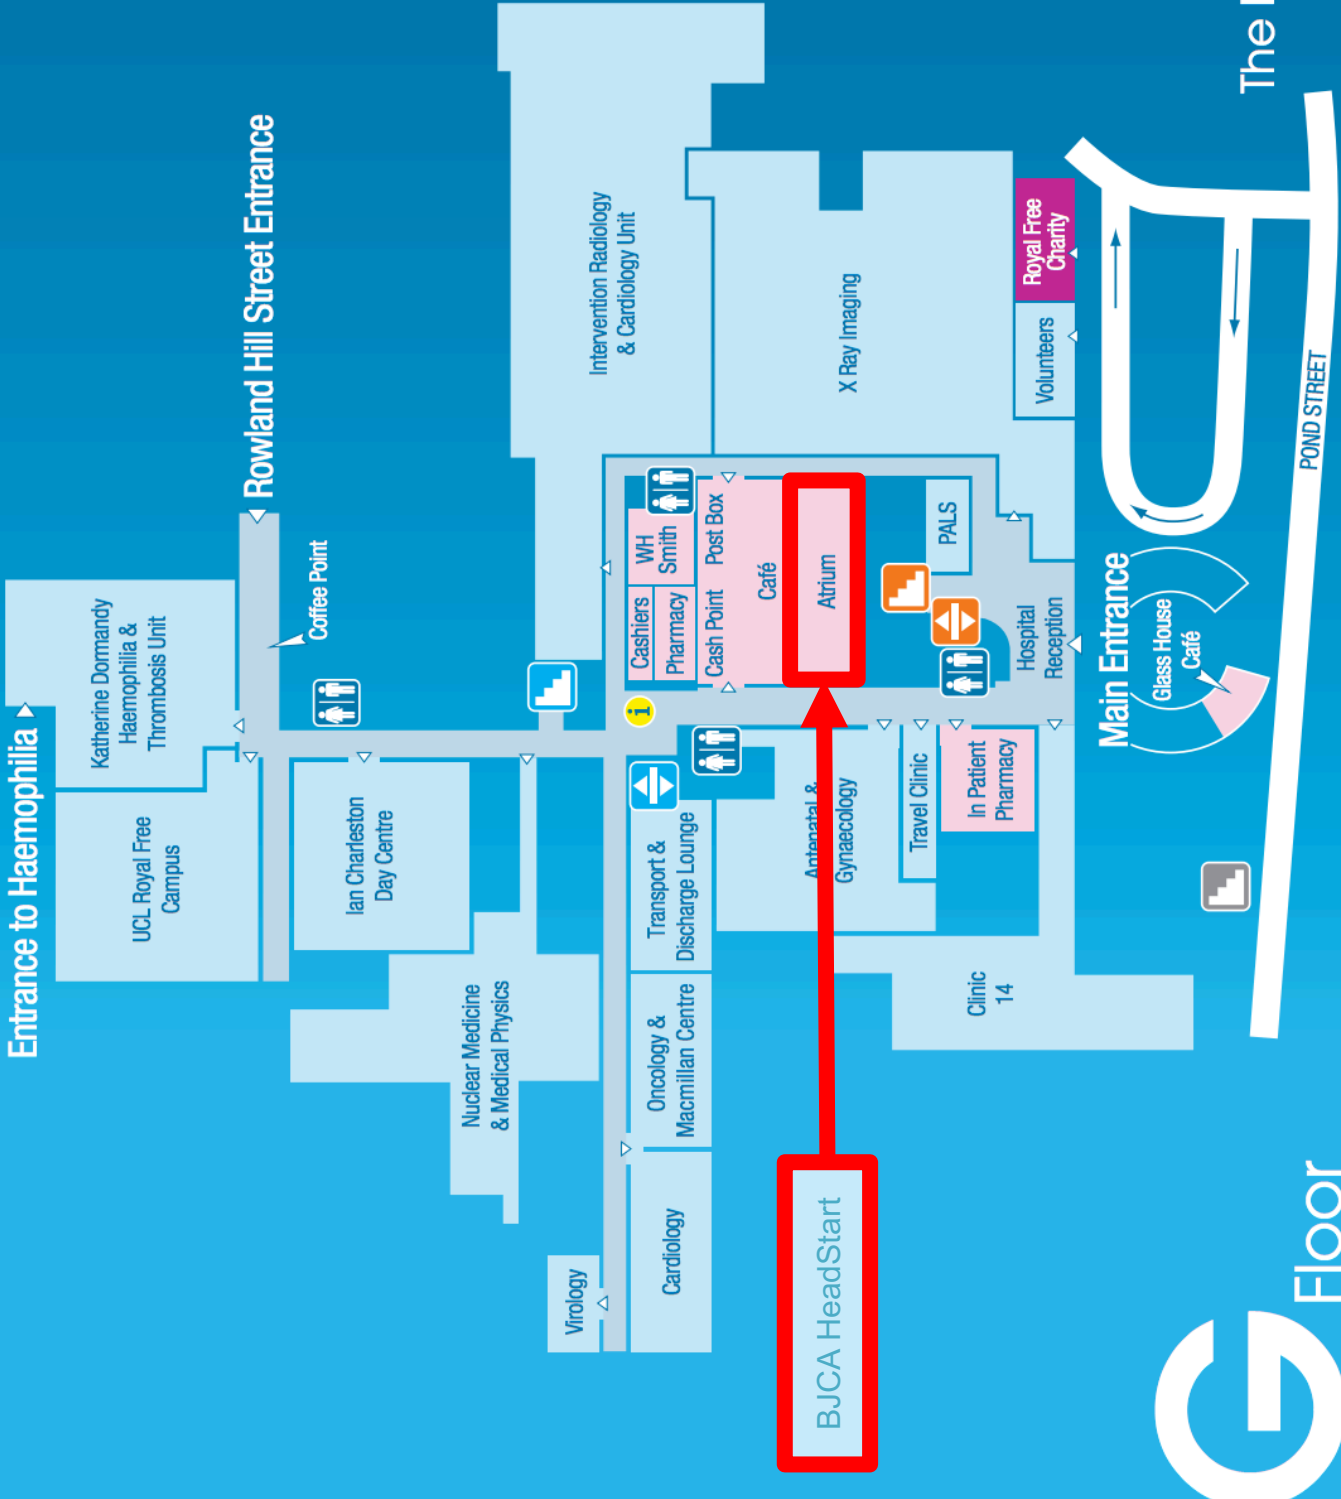 Entrance to Haemophilia
Rowland Hill Street Entrance
UCL Royal Free
Campus
Katherine Dormandy
Haemophilia &
Thrombosis Unit
Coffee Point
Ian Charleston
Day Centre
Nuclear Medicine
& Medical Physics
Intervention Radiology
& Cardiology Unit
Virology
Cardiology
Oncology &
Macmillan Centre
Transport &
Discharge Lounge
i
Cashiers
WH
Smith
Pharmacy
Cash Point
Post Box
Café
Atrium
X Ray Imaging
BJCA HeadStart
Antenatal &
Gynaecology
Travel Clinic
In Patient
Pharmacy
PALS
Hospital
Reception
Clinic
14
Volunteers
Royal Free
Charity
Main Entrance
Glass House
Café
POND STREET
G Floor
The